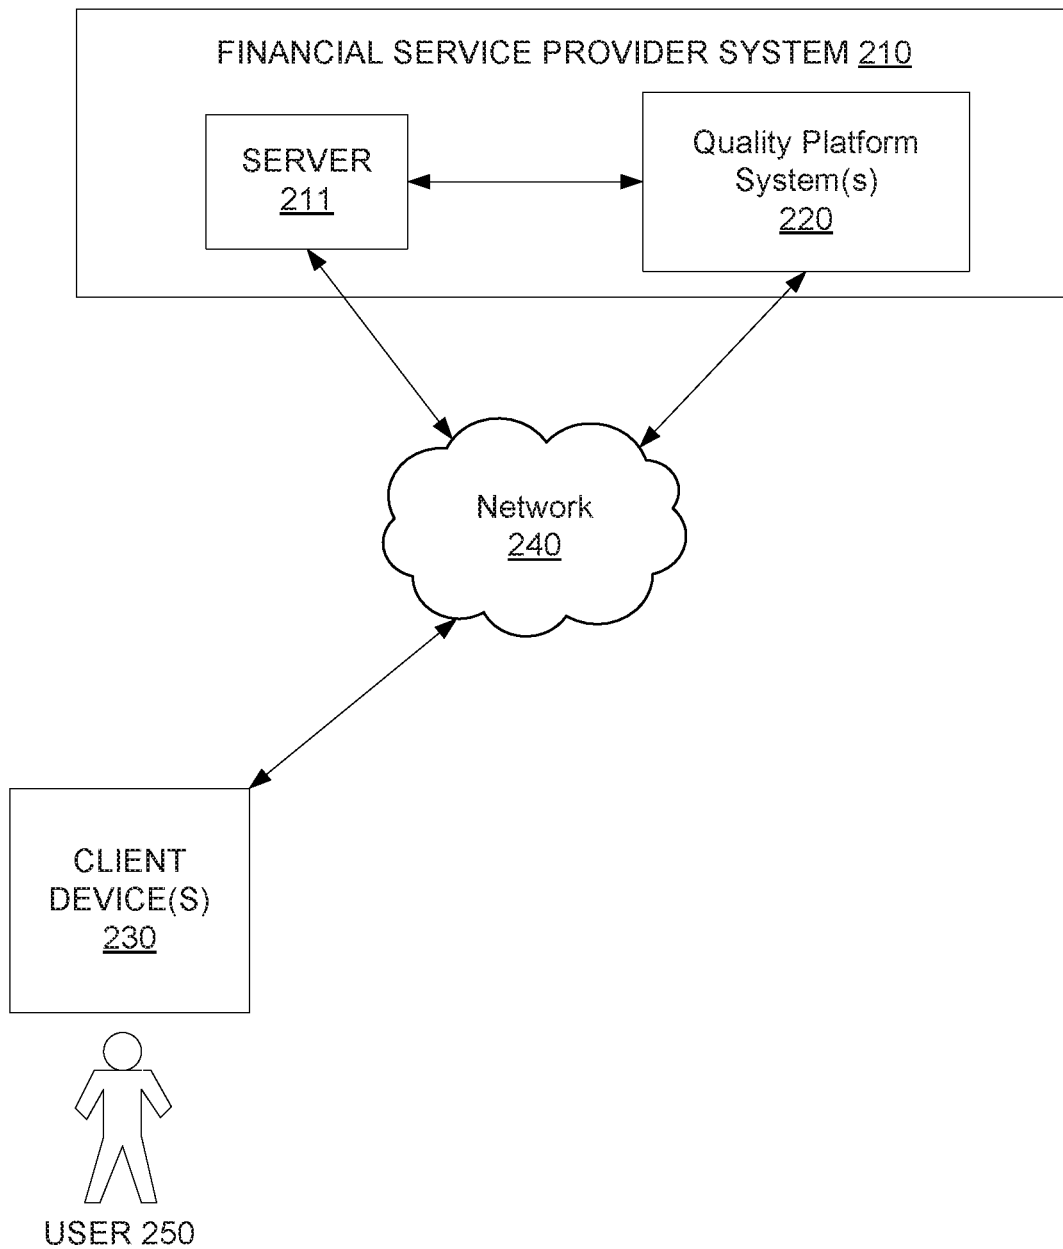 FINANCIAL SERVICE PROVIDER SYSTEM 210
SERVER
211
Quality Platform
System(s)
220
Network
240
CLIENT
DEVICE(S)
230
USER 250